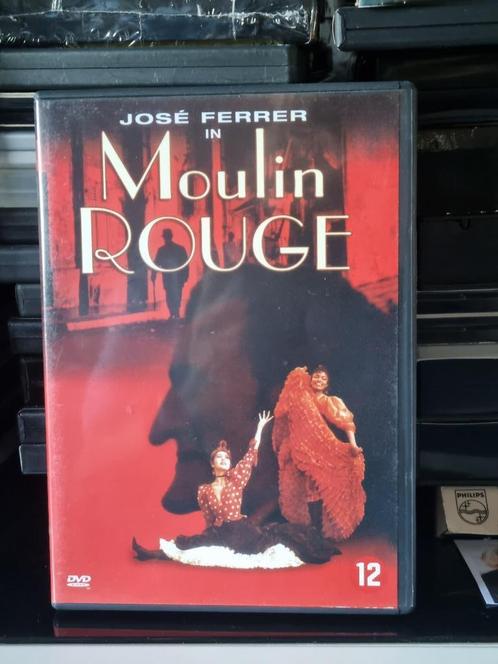 JOSÉ FERRER
IN
Moulin
ROUGE
PHILIPS
DVD
12